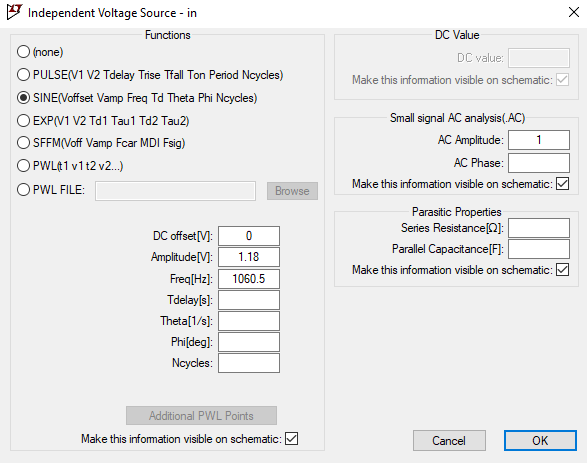 Independent Voltage Source - in
Functions
(none)
PULSE(V1 V2 Tdelay Trise Tfall Ton Period Ncycles)
SINE(Voffset Vamp Freq Td Theta Phi Ncycles)
EXP(V1 V2 Td1 Tau1 Td2 Tau2)
SFFM(Voff Vamp Fcar MDI Fsig)
PWL(t1 v1 t2 v2...)
PWL FILE:
Browse
DC offset[V]: 0
Amplitude[V]: 1.18
Freq[Hz]: 1060.5
Tdelay[s]:
Theta[1/s]:
Phi[deg]:
Ncycles:
Additional PWL Points
Make this information visible on schematic:
DC Value
DC value:
Make this information visible on schematic:
Small signal AC analysis(.AC)
AC Amplitude: 1
AC Phase:
Make this information visible on schematic:
Parasitic Properties
Series Resistance[Ω]:
Parallel Capacitance[F]:
Make this information visible on schematic:
Cancel
OK